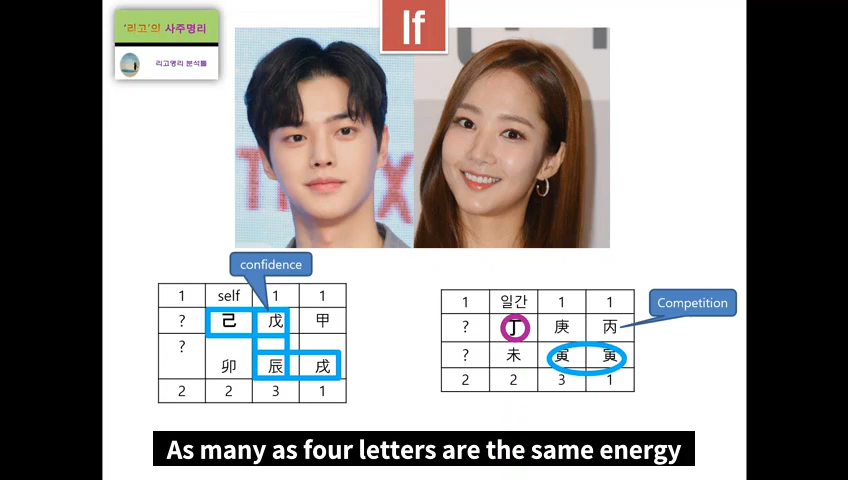 '리고'의 사주명리
리고명리 분석틀
If
confidence
1 self 1 1
? 己 戊 甲
?
卯 辰 戌
2 2 3 1
Competition
1 일간 1 1
? 丁 庚 丙
? 未 寅 寅
2 2 3 1
As many as four letters are the same energy